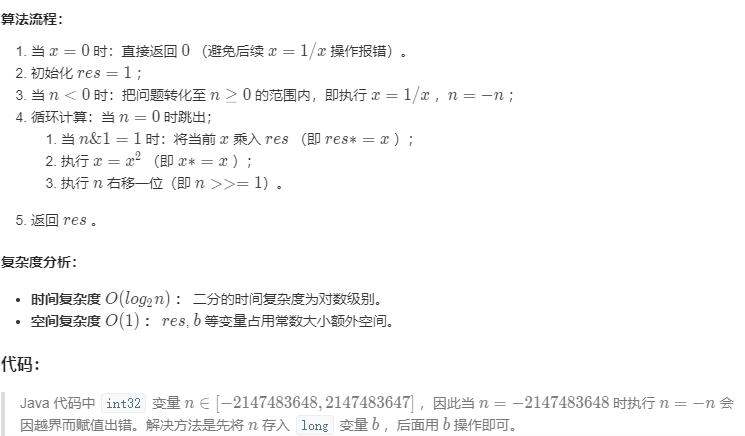 算法流程：
1. 当 x = 0 时：直接返回 0 （避免后续 x = 1/x 操作报错）。
2. 初始化 res = 1 ；
3. 当 n < 0 时：把问题转化至 n ≥ 0 的范围内，即执行 x = 1/x ，n = −n ；
4. 循环计算：当 n = 0 时跳出；
1. 当 n&1 = 1 时：将当前 x 乘入 res （即 res∗ = x ）；
2. 执行 x = x² （即 x∗ = x ）；
3. 执行 n 右移一位（即 n >>= 1）。
5. 返回 res 。
复杂度分析：
• 时间复杂度 O(log₂n) ： 二分的时间复杂度为对数级别。
• 空间复杂度 O(1) ： res, b 等变量占用常数大小额外空间。
代码：
Java 代码中 int32 变量 n ∈ [−2147483648, 2147483647] ，因此当 n = −2147483648 时执行 n = −n 会
因越界而赋值出错。解决方法是先将 n 存入 long 变量 b ，后面用 b 操作即可。